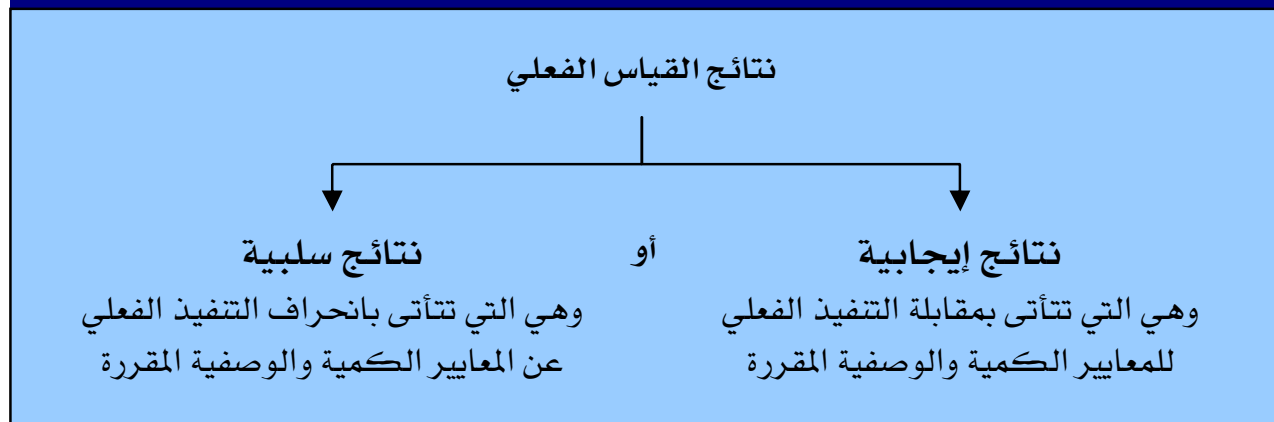 نتائج القياس الفعلي
نتائج إيجابية
وهي التي تتأتى بمقابلة التنفيذ الفعلي
للمعايير الكمية والوصفية المقررة
أو
نتائج سلبية
وهي التي تتأتى بانحراف التنفيذ الفعلي
عن المعايير الكمية والوصفية المقررة